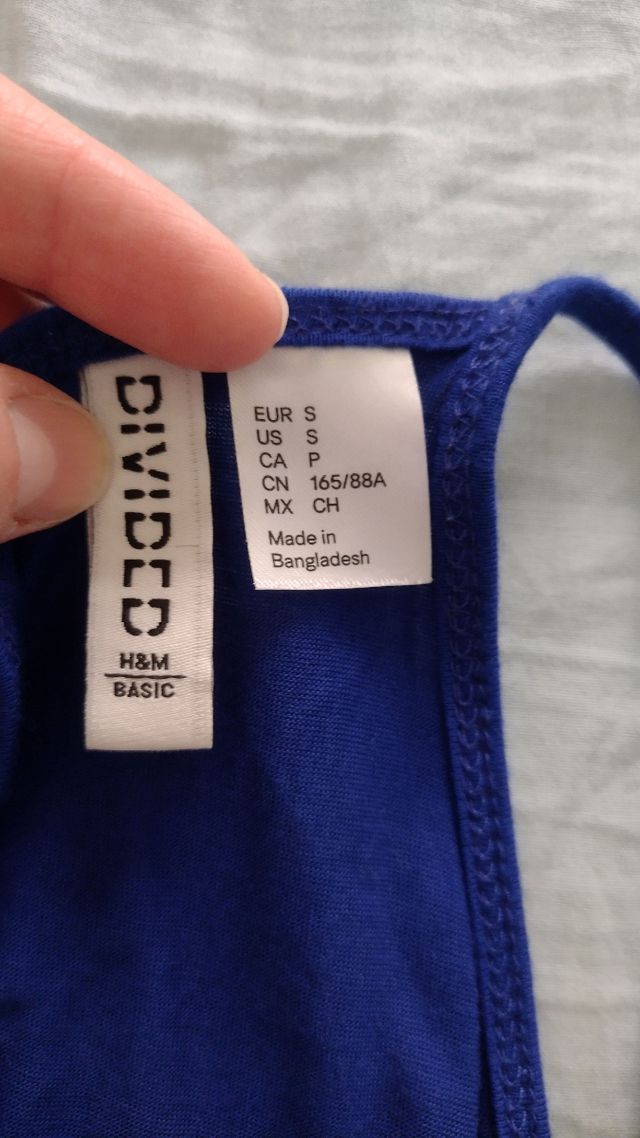 DIVIDED
H&M
BASIC
EUR S
US S
CA P
CN 165/88A
MX CH
Made in
Bangladesh